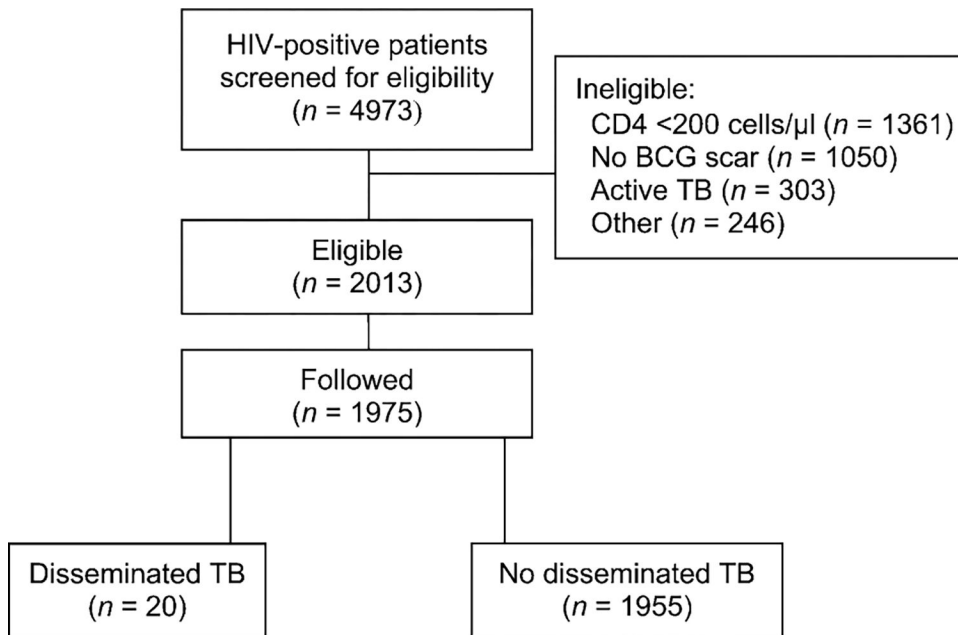 HIV-positive patients
screened for eligibility
(n = 4973)
Ineligible:
CD4 <200 cells/µl (n = 1361)
No BCG scar (n = 1050)
Active TB (n = 303)
Other (n = 246)
Eligible
(n = 2013)
Followed
(n = 1975)
Disseminated TB
(n = 20)
No disseminated TB
(n = 1955)